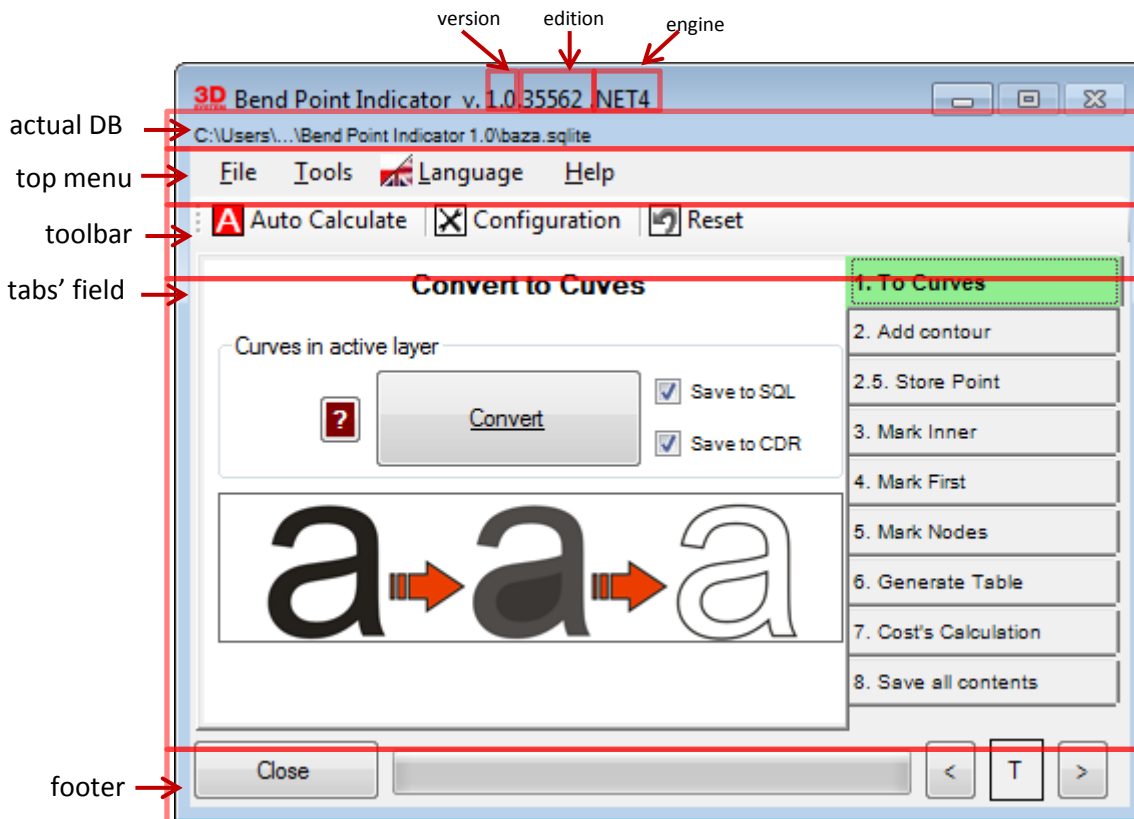 version edition engine
3D SYSTEM Bend Point Indicator v. 1.0.35562 .NET4
actual DB
C:\Users\...\Bend Point Indicator 1.0\baza.sqlite
top menu
File Tools Language Help
toolbar
A Auto Calculate Configuration Reset
tabs' field
Convert to Cuves
1. To Curves
Curves in active layer
2. Add contour
2.5. Store Point
? Convert
Save to SQL
Save to CDR
3. Mark Inner
4. Mark First
5. Mark Nodes
6. Generate Table
7. Cost's Calculation
8. Save all contents
a a a
footer
Close < T >